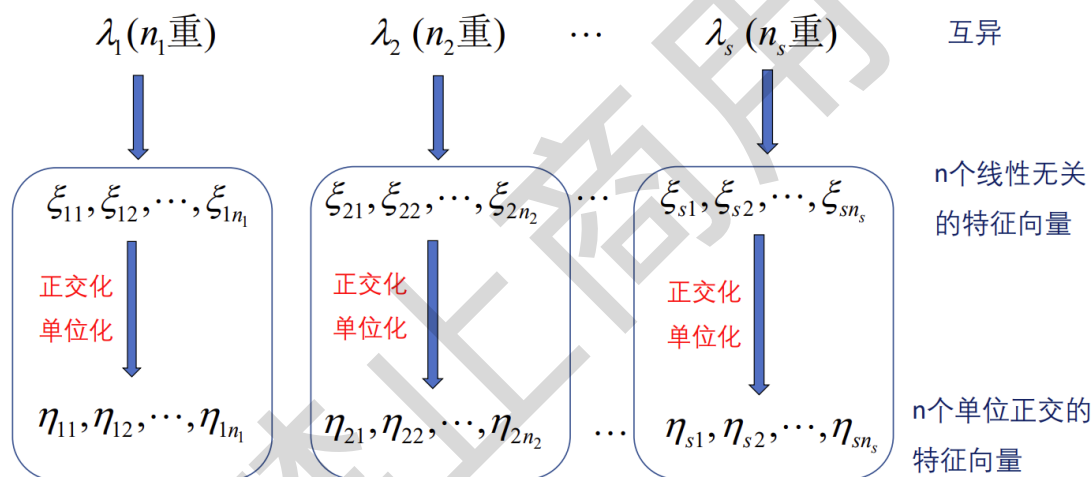 λ₁(n₁重) λ₂ (n₂重) ⋯ λₛ (nₛ重) 互异
n个线性无关
的特征向量
ξ₁₁,ξ₁₂,⋯,ξ₁ₙ₁ ξ₂₁,ξ₂₂,⋯,ξ₂ₙ₂ ⋯ ξₛ₁,ξₛ₂,⋯,ξₛₙₛ
正交化 正交化 正交化
单位化 单位化 单位化
η₁₁,η₁₂,⋯,η₁ₙ₁ η₂₁,η₂₂,⋯,η₂ₙ₂ ⋯ ηₛ₁,ηₛ₂,⋯,ηₛₙₛ
n个单位正交的
特征向量
上商用